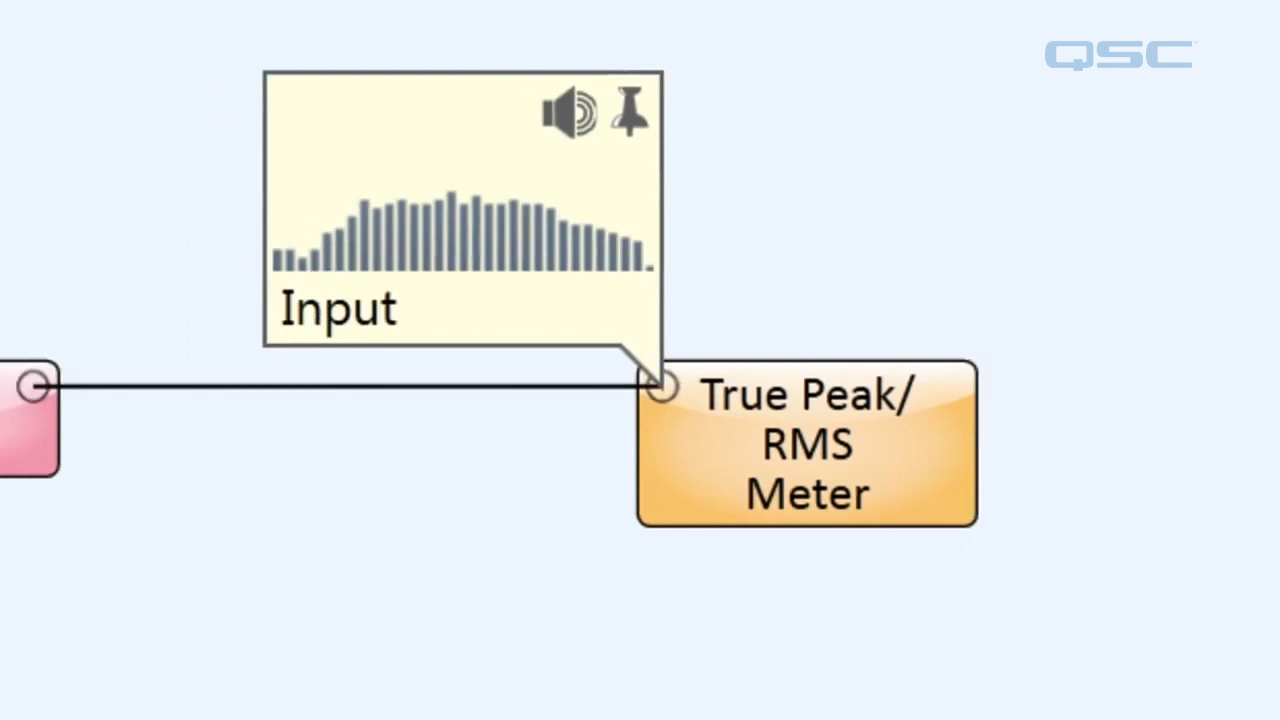 QSC
Input
True Peak/
RMS
Meter